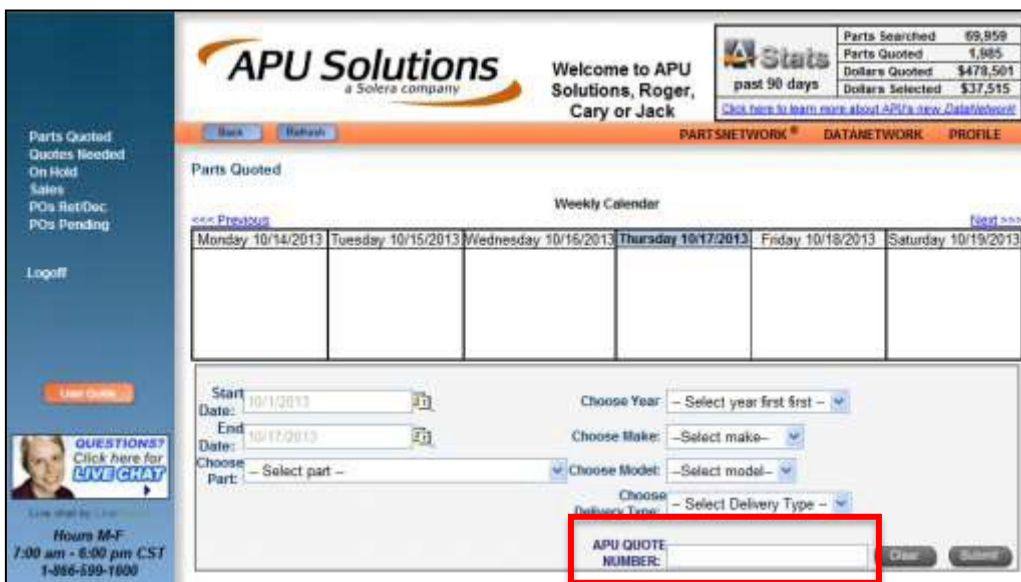 APU Solutions
a Solera company
Welcome to APU
Solutions, Roger,
Cary or Jack
Stats
past 90 days
Parts Searched 69,959
Parts Quoted 1,985
Dollars Quoted $478,501
Dollars Selected $37,515
Click here to learn more about APU's new DataNetwork
Back Refresh PARTSNETWORK ® DATANETWORK PROFILE
Parts Quoted
Quotes Needed
On Hold
Sales
POs Ret/Dec
POs Pending
Logoff
User Guide
QUESTIONS?
Click here for
LIVE CHAT
Live chat by
Hours M-F
7:00 am - 6:00 pm CST
1-866-599-1600
Parts Quoted
Weekly Calendar
<<< Previous Next >>>
Monday 10/14/2013 Tuesday 10/15/2013 Wednesday 10/16/2013 Thursday 10/17/2013 Friday 10/18/2013 Saturday 10/19/2013
Start Date: 10/1/2013
End Date: 10/17/2013
Choose Part: -- Select part --
Choose Year -- Select year first first --
Choose Make: --Select make--
Choose Model: --Select model--
Choose Delivery Type: -- Select Delivery Type --
APU QUOTE
NUMBER:
Clear Submit